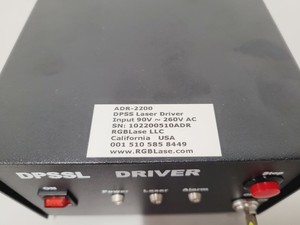 ADR-2200
DPSS Laser Driver
Input 90V ~ 260V AC
SN: 102200510ADR
RGBLase LLC
California USA
001 510 585 8449
www.RGBLase.com
DPSSL DRIVER
ON Power Laser Alarm Stop